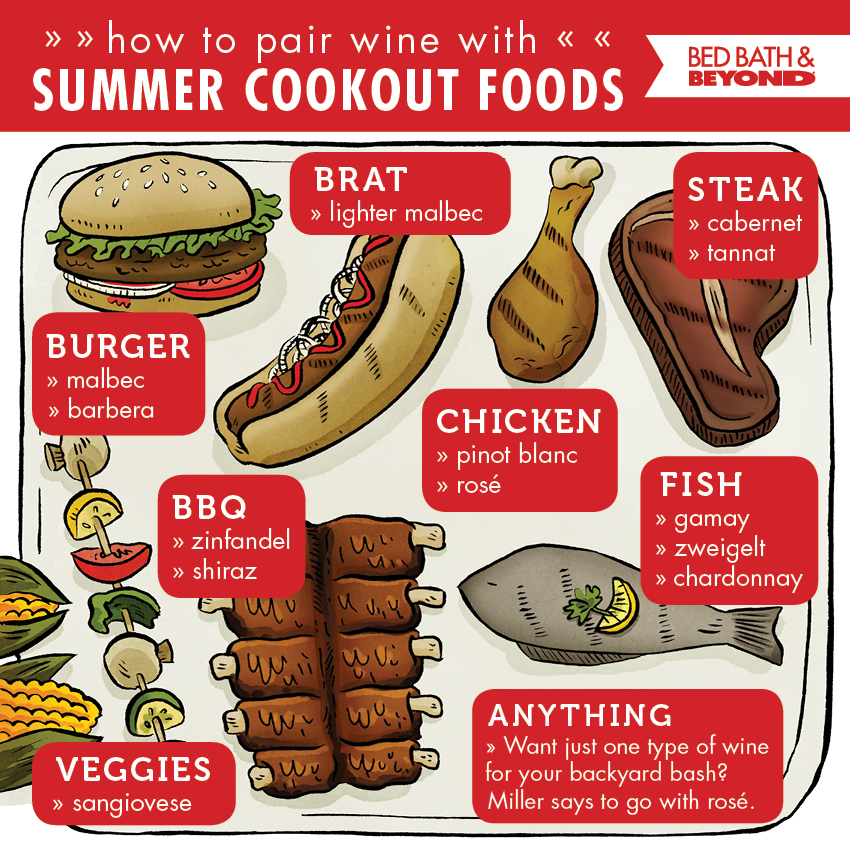 » » how to pair wine with « «
SUMMER COOKOUT FOODS
BED BATH &
BEYOND
BRAT
» lighter malbec
STEAK
» cabernet
» tannat
BURGER
» malbec
» barbera
CHICKEN
» pinot blanc
» rosé
FISH
» gamay
» zweigelt
» chardonnay
BBQ
» zinfandel
» shiraz
ANYTHING
» Want just one type of wine
for your backyard bash?
Miller says to go with rosé.
VEGGIES
» sangiovese